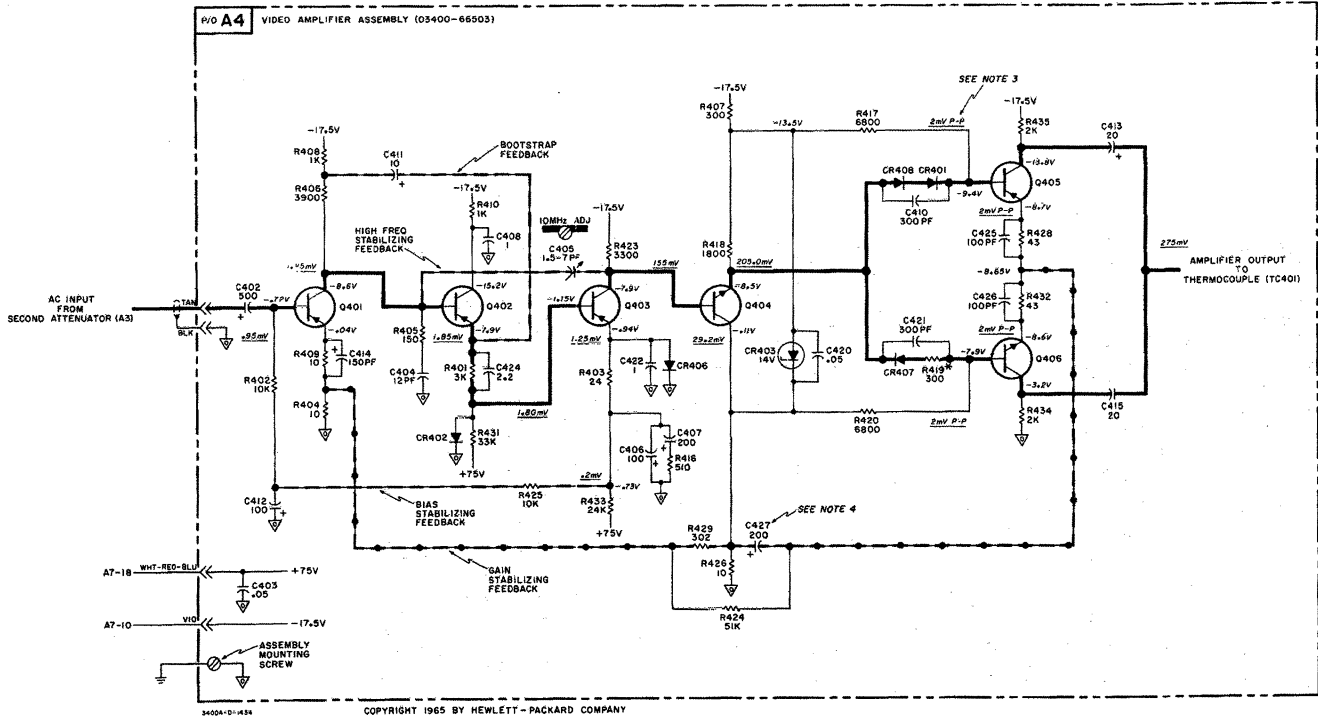 P/O A4
VIDEO AMPLIFIER ASSEMBLY (03400-66503)
SEE NOTE 3
-17.5V
R407
300
-13.5V
R417
6800
2mV P-P
-17.5V
R435
2K
C413
20
+
-17.5V
R408
1K
C411
10
+
BOOTSTRAP
FEEDBACK
R406
3900
-17.5V
R410
1K
C408
1
10MHz ADJ
-17.5V
CR408
CR401
-9.4V
C410
300PF
-13.8V
Q405
-8.7V
2mV P-P
HIGH FREQ
STABILIZING
FEEDBACK
C405
1.5-7PF
R423
3300
155mV
R418
1800
205.0mV
C425
100PF
R428
43
275mV
-8.65V
AMPLIFIER OUTPUT
TO
THERMOCOUPLE (TC401)
AC INPUT
FROM
SECOND ATTENUATOR (A3)
TAN
BLK
C402
500
+
-.72V
.95mV
1.45mV
-8.6V
Q401
-.04V
R405
150
C404
12PF
-15.2V
Q402
-7.9V
1.85mV
-1.15V
-7.9V
Q403
-.94V
1.25mV
-8.5V
Q404
-.11V
29.2mV
C426
100PF
R432
43
C421
300PF
2mV P-P
-8.6V
Q406
-7.9V
CR407
R419
300
*
-3.2V
R402
10K
R409
10
C414
150PF
+
R404
10
R401
3K
C424
2.2
1.80mV
R403
24
C422
1
CR406
CR403
14V
C420
.05
R420
6800
2mV P-P
R434
2K
C415
20
CR402
R431
33K
+75V
C406
100
+
C407
200
+
R416
510
.2mV
-.73V
C412
100
+
BIAS
STABILIZING
FEEDBACK
R425
10K
R433
24K
+75V
SEE NOTE 4
R429
302
C427
200
+
R426
10
R424
51K
GAIN
STABILIZING
FEEDBACK
A7-18
WHT-RED-BLU
+75V
C403
.05
A7-10
VIO
-17.5V
ASSEMBLY
MOUNTING
SCREW
3400A-D-1434
COPYRIGHT 1965 BY HEWLETT-PACKARD COMPANY